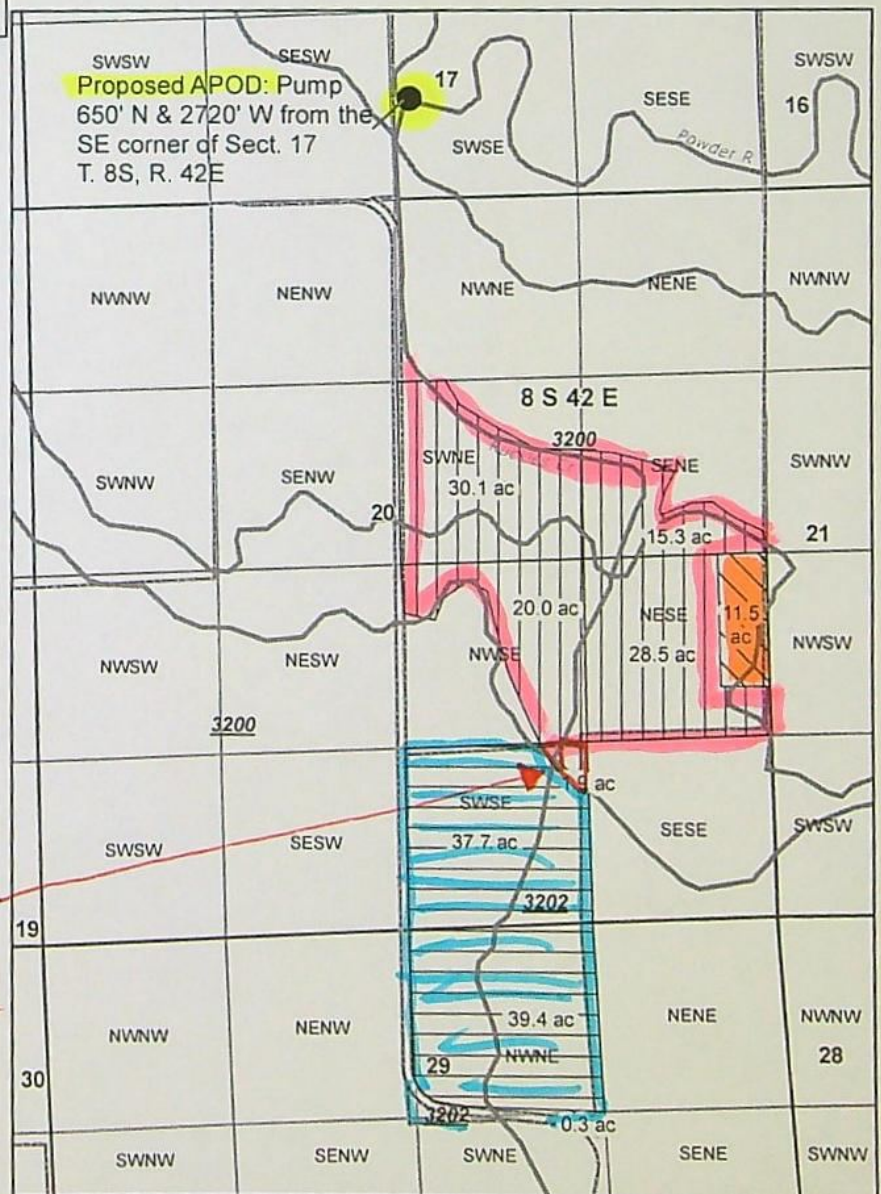 SWSW
SESW
17
SWSW
Proposed APOD: Pump
650' N & 2720' W from the
SE corner of Sect. 17
T. 8S, R. 42E
SESE
16
SWSE
Powder R
NWNW
NENW
NWNE
NENE
NWNW
8 S 42 E
3200
SWNW
SENW
SWNE
SENE
SWNW
30.1 ac
20
15.3 ac
21
20.0 ac
NESE
11.5
ac
NWSW
NESW
NWSE
28.5 ac
NWSW
3200
ac
SWSE
SWSW
SESW
37.7 ac
SESE
SWSW
3202
19
NWNW
NENW
39.4 ac
NENE
NWNW
NWNE
30
29
28
3202
0.3 ac
SWNW
SENW
SWNE
SENE
SWNW